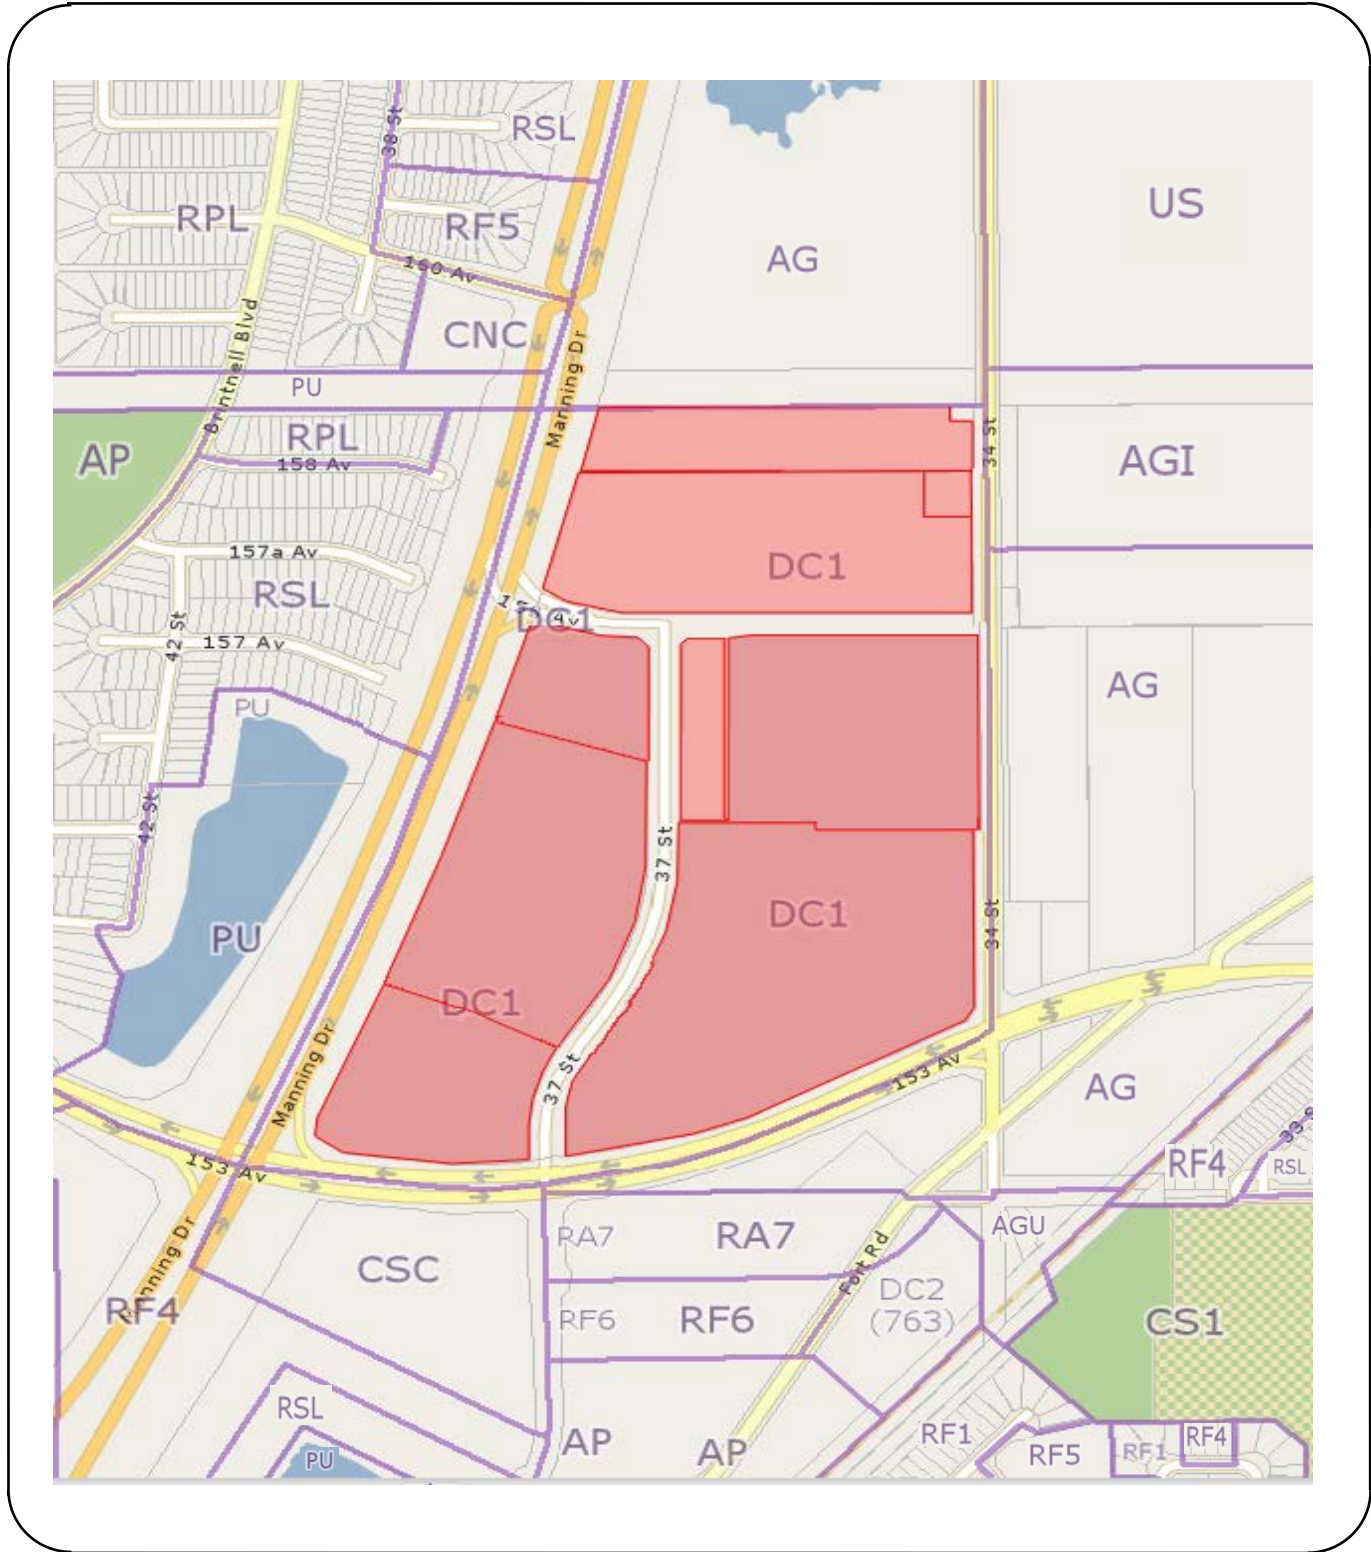 38 St
RSL
US
RPL
RF5
AG
160 Av
Brintnell Blvd
CNC
Manning Dr
PU
RPL
34 St
AP
158 Av
AGI
157a Av
DC1
RSL
DC1
Av
42 St
157 Av
AG
PU
42 St
37 St
DC1
34 St
PU
DC1
Manning Dr
37 St
153 Av
AG
33 S
153 Av
RF4
RSL
Manning Dr
RA7
RA7
AGU
Fort Rd
CSC
DC2
(763)
RF4
RF6
RF6
CS1
RSL
AP
AP
RF1
RF4
PU
RF5
RF1